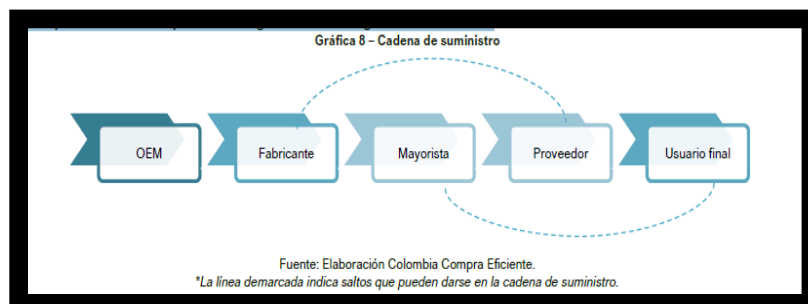 Gráfica 8 – Cadena de suministro
OEM
Fabricante
Mayorista
Proveedor
Usuario final
Fuente: Elaboración Colombia Compra Eficiente.
*La línea demarcada indica saltos que pueden darse en la cadena de suministro.